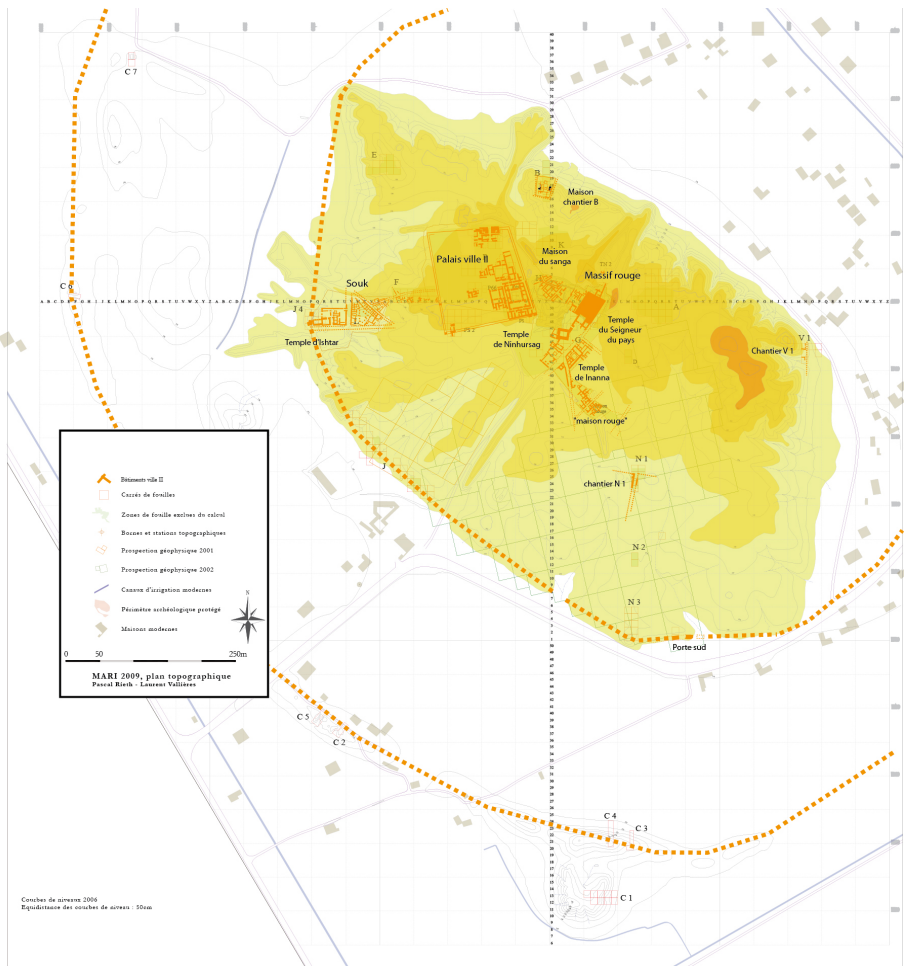 C 7
E
B
Maison
chantier B
K
Maison
du sanga
Palais ville II
Massif rouge
C 6
Souk
F
H
A
J 4
Temple
du Seigneur
du pays
Temple d'Ishtar
Temple
de Ninhursag
G
V 1
Chantier V 1
Temple
de Inanna
"maison rouge"
N 1
J
chantier N 1
N 2
N 3
Porte sud
Bâtiments ville II
Carrés de fouilles
Zones de fouille exclues du calcul
Bornes et stations topographiques
Prospection géophysique 2001
Prospection géophysique 2002
Canaux d'irrigation modernes
Périmètre archéologique protégé
Maisons modernes
N
0 50 250m
MARI 2009, plan topographique
Pascal Rieth - Laurent Vallières
C 5
C 2
C 4
C 3
C 1
Courbes de niveaux 2006
Equidistance des courbes de niveau : 50cm